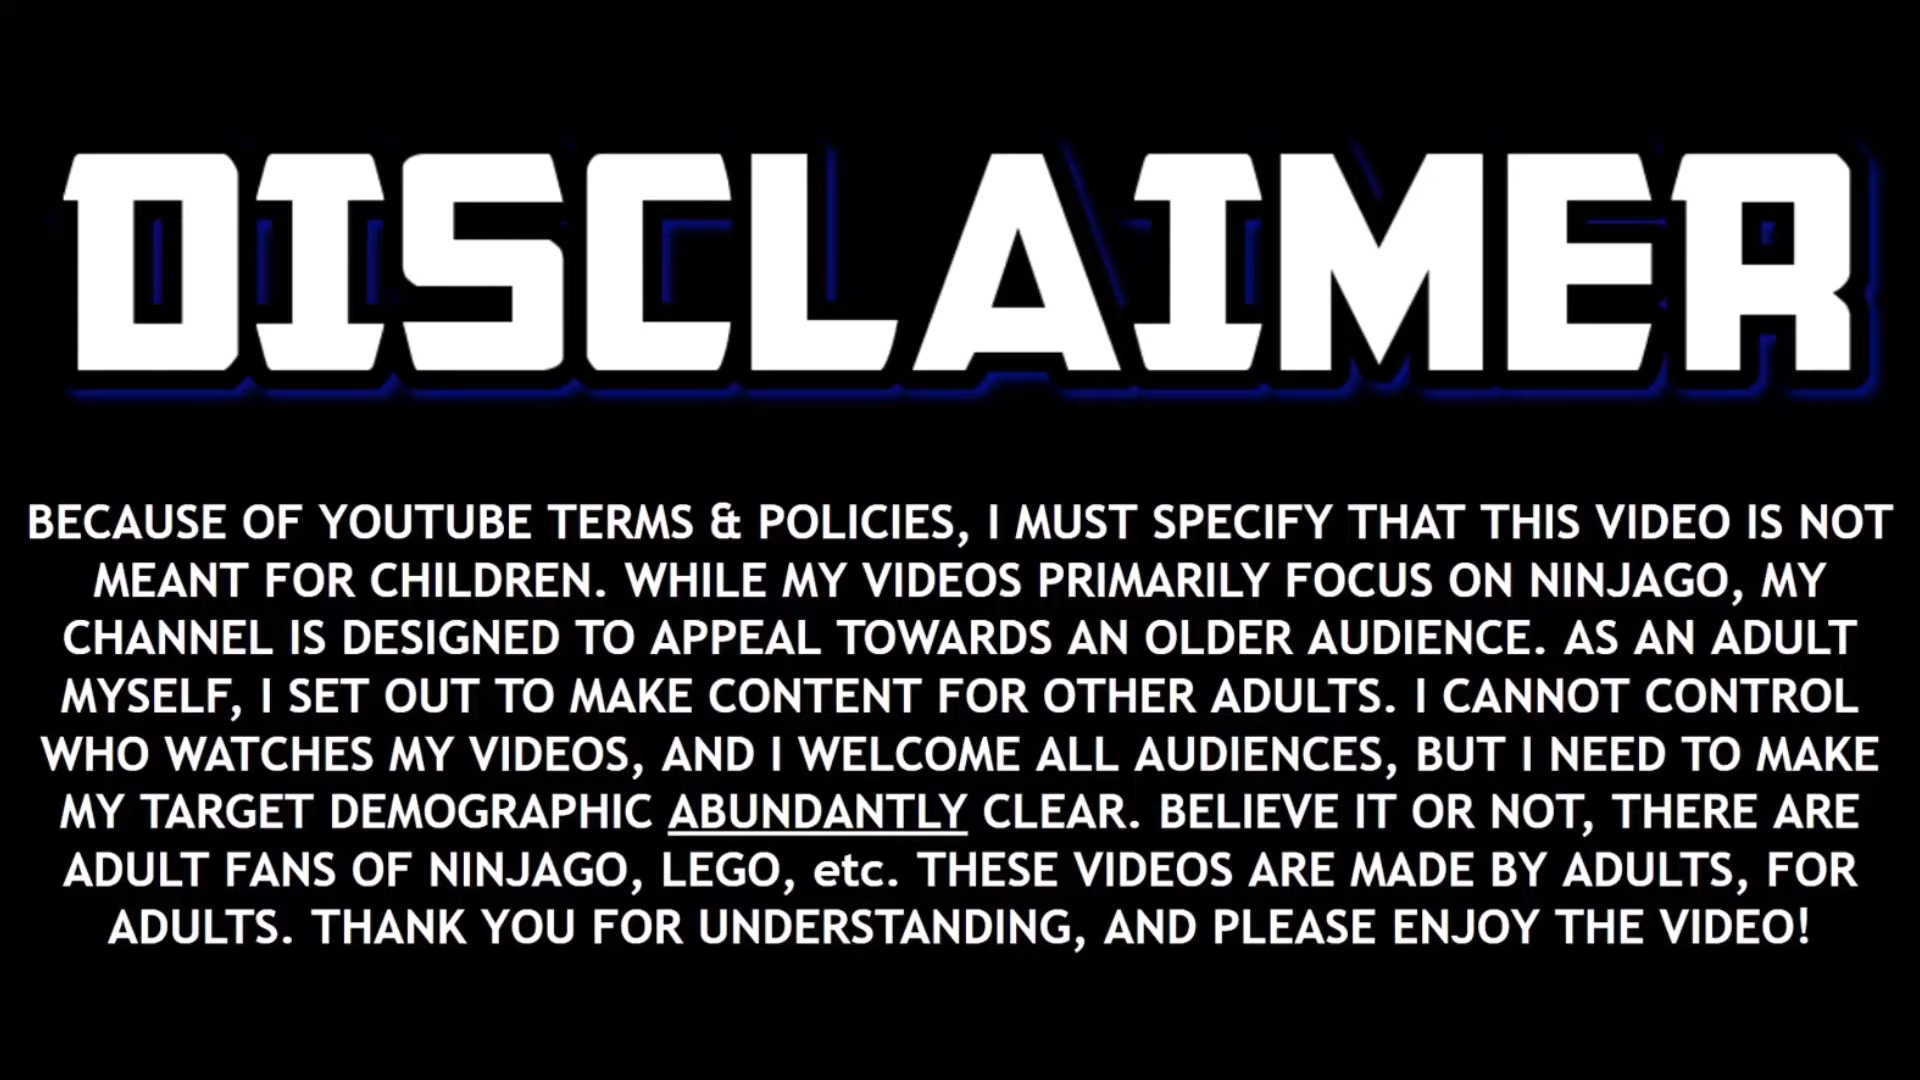 DISCLAIMER
BECAUSE OF YOUTUBE TERMS & POLICIES, I MUST SPECIFY THAT THIS VIDEO IS NOT
MEANT FOR CHILDREN. WHILE MY VIDEOS PRIMARILY FOCUS ON NINJAGO, MY
CHANNEL IS DESIGNED TO APPEAL TOWARDS AN OLDER AUDIENCE. AS AN ADULT
MYSELF, I SET OUT TO MAKE CONTENT FOR OTHER ADULTS. I CANNOT CONTROL
WHO WATCHES MY VIDEOS, AND I WELCOME ALL AUDIENCES, BUT I NEED TO MAKE
MY TARGET DEMOGRAPHIC ABUNDANTLY CLEAR. BELIEVE IT OR NOT, THERE ARE
ADULT FANS OF NINJAGO, LEGO, etc. THESE VIDEOS ARE MADE BY ADULTS, FOR
ADULTS. THANK YOU FOR UNDERSTANDING, AND PLEASE ENJOY THE VIDEO!